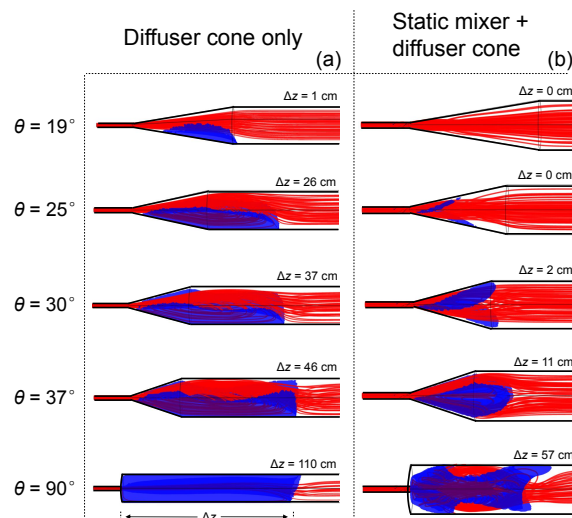 Diffuser cone only
(a)
Static mixer +
diffuser cone
(b)
θ = 19°
Δz = 1 cm
Δz = 0 cm
θ = 25°
Δz = 26 cm
Δz = 0 cm
θ = 30°
Δz = 37 cm
Δz = 2 cm
θ = 37°
Δz = 46 cm
Δz = 11 cm
θ = 90°
Δz = 110 cm
Δz = 57 cm
Δz